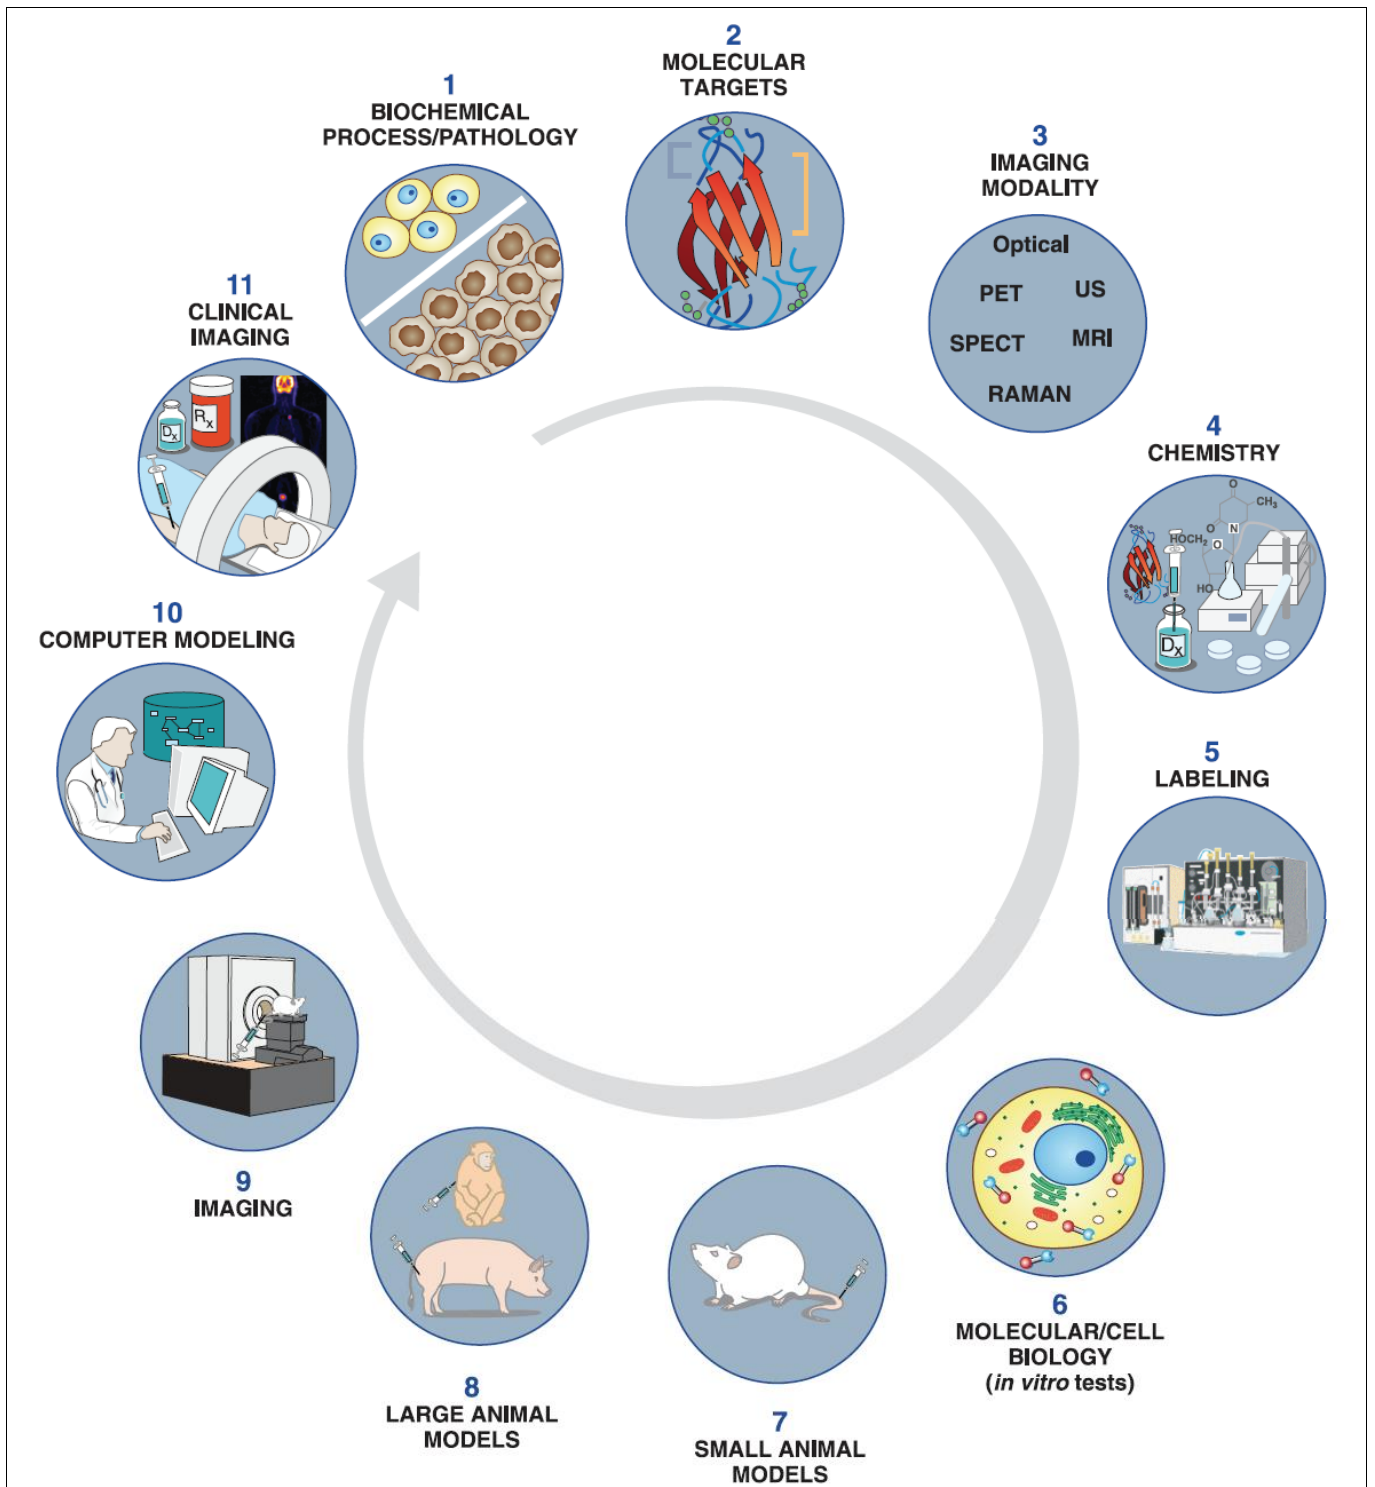 1
BIOCHEMICAL
PROCESS/PATHOLOGY
2
MOLECULAR
TARGETS
3
IMAGING
MODALITY
Optical
PET
US
SPECT
MRI
RAMAN
4
CHEMISTRY
O
CH3
O
N
HOCH2
O
HO
Dx
5
LABELING
6
MOLECULAR/CELL
BIOLOGY
(in vitro tests)
7
SMALL ANIMAL
MODELS
8
LARGE ANIMAL
MODELS
9
IMAGING
10
COMPUTER MODELING
11
CLINICAL
IMAGING
Rx
Dx